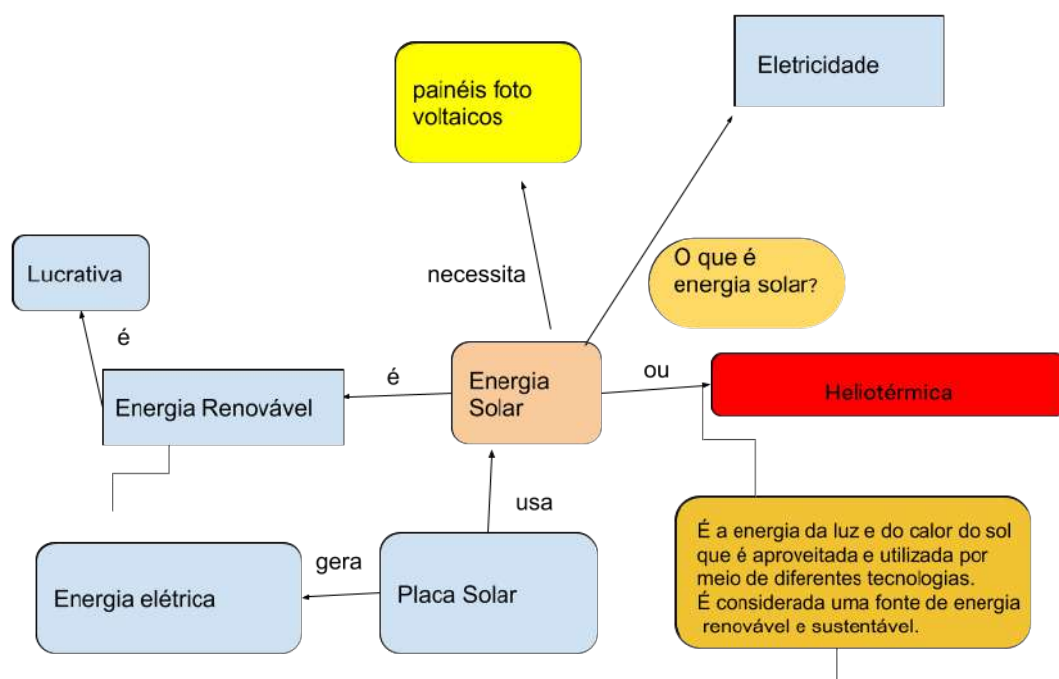 painéis foto
voltaicos
Eletricidade
Lucrativa
necessita
O que é
energia solar?
é
Energia Renovável
é
Energia
Solar
ou
Heliotérmica
usa
gera
Energia elétrica
Placa Solar
É a energia da luz e do calor do sol
que é aproveitada e utilizada por
meio de diferentes tecnologias.
É considerada uma fonte de energia
renovável e sustentável.